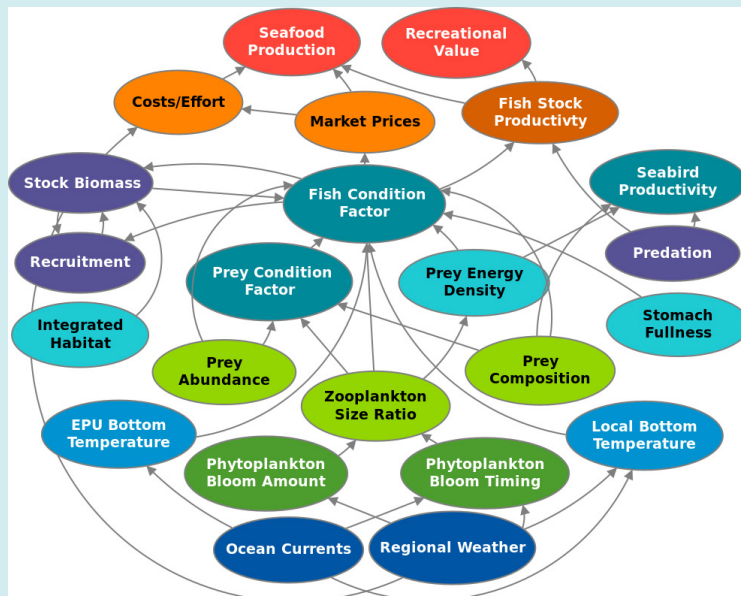 Seafood
Production
Recreational
Value
Costs/Effort
Market Prices
Fish Stock
Productivty
Stock Biomass
Fish Condition
Factor
Seabird
Productivity
Recruitment
Prey Condition
Factor
Prey Energy
Density
Predation
Integrated
Habitat
Stomach
Fullness
Prey
Abundance
Zooplankton
Size Ratio
Prey
Composition
EPU Bottom
Temperature
Local Bottom
Temperature
Phytoplankton
Bloom Amount
Phytoplankton
Bloom Timing
Ocean Currents
Regional Weather